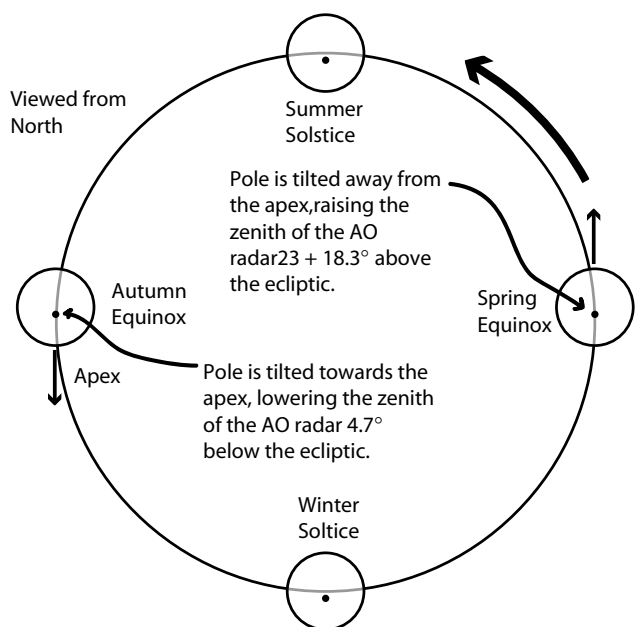 Viewed from
North
Summer
Solstice
Pole is tilted away from
the apex,raising the
zenith of the AO
radar23 + 18.3° above
the ecliptic.
Autumn
Equinox
Spring
Equinox
Apex
Pole is tilted towards the
apex, lowering the zenith
of the AO radar 4.7°
below the ecliptic.
Winter
Soltice